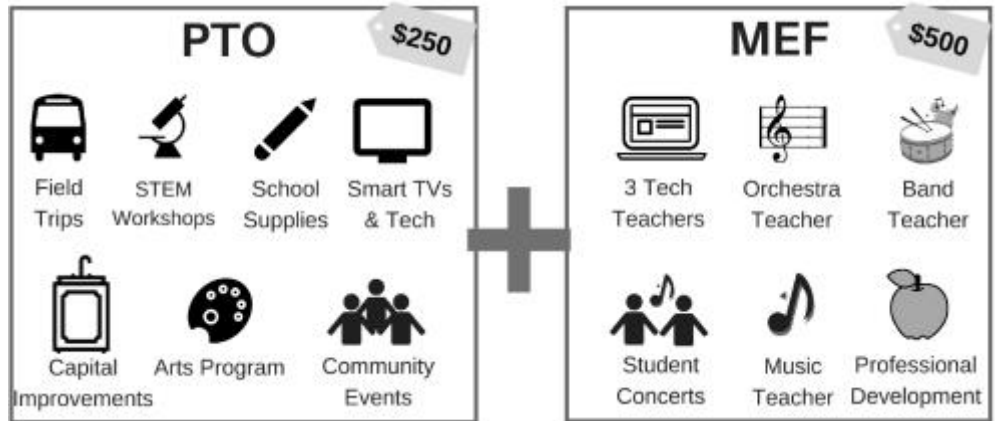 PTO
$250
Field
Trips
STEM
Workshops
School
Supplies
Smart TVs
& Tech
Capital
Improvements
Arts Program
Community
Events
MEF
$500
3 Tech
Teachers
Orchestra
Teacher
Band
Teacher
Student
Concerts
Music
Teacher
Professional
Development